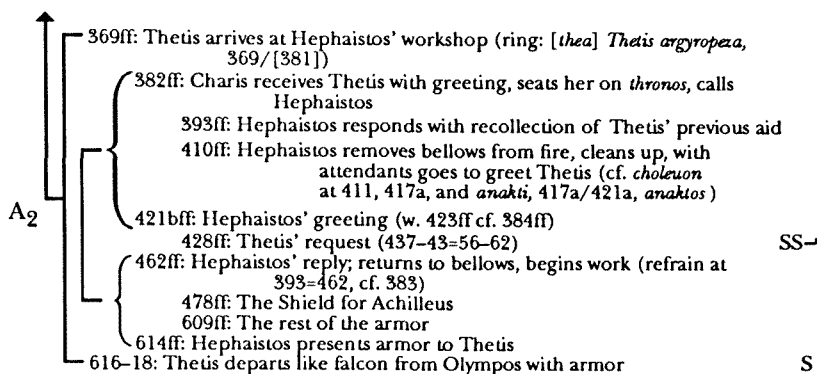 369ff: Thetis arrives at Hephaistos' workshop (ring: [thea] Thetis argyropeza,
369/[381])
382ff: Charis receives Thetis with greeting, seats her on thronos, calls
Hephaistos
393ff: Hephaistos responds with recollection of Thetis' previous aid
410ff: Hephaistos removes bellows from fire, cleans up, with
attendants goes to greet Thetis (cf. choleuon
at 411, 417a, and anakti, 417a/421a, anaktos)
A2
421bff: Hephaistos' greeting (w. 423ff cf. 384ff)
428ff: Thetis' request (437-43=56-62) SS
462ff: Hephaistos' reply; returns to bellows, begins work (refrain at
393=462, cf. 383)
478ff: The Shield for Achilleus
609ff: The rest of the armor
614ff: Hephaistos presents armor to Thetis
616-18: Thetis departs like falcon from Olympos with armor S